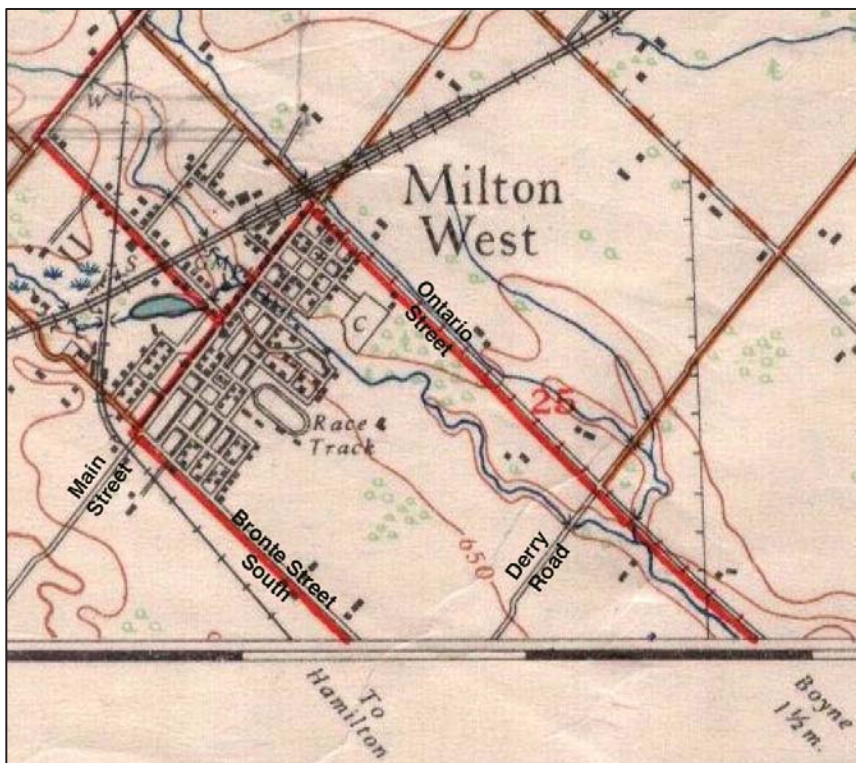 W
Milton
West
S
G M
C
Ontario
Street
25
Race
Track
Main
Street
Bronte Street
South
650
Derry
Road
To
Hamilton
Boyne
1½ m.